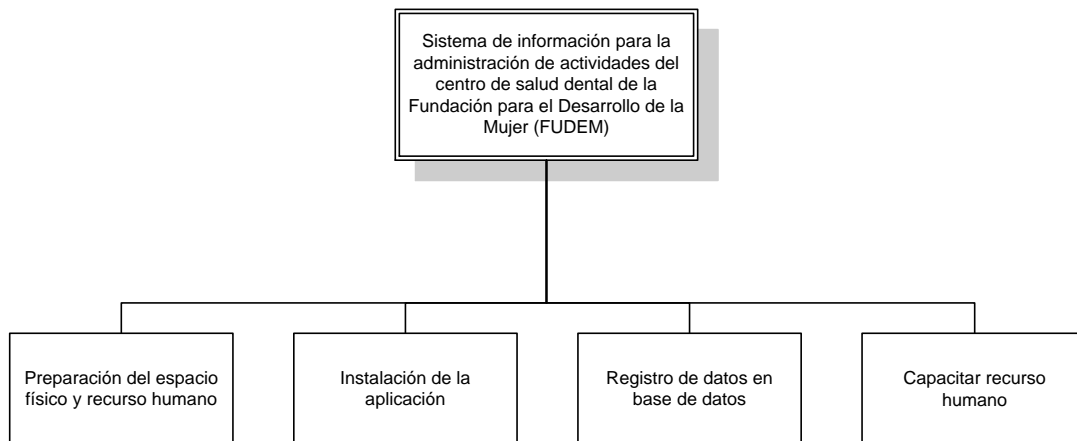 Sistema de información para la
administración de actividades del
centro de salud dental de la
Fundación para el Desarrollo de la
Mujer (FUDEM)
Preparación del espacio
físico y recurso humano
Instalación de la
aplicación
Registro de datos en
base de datos
Capacitar recurso
humano